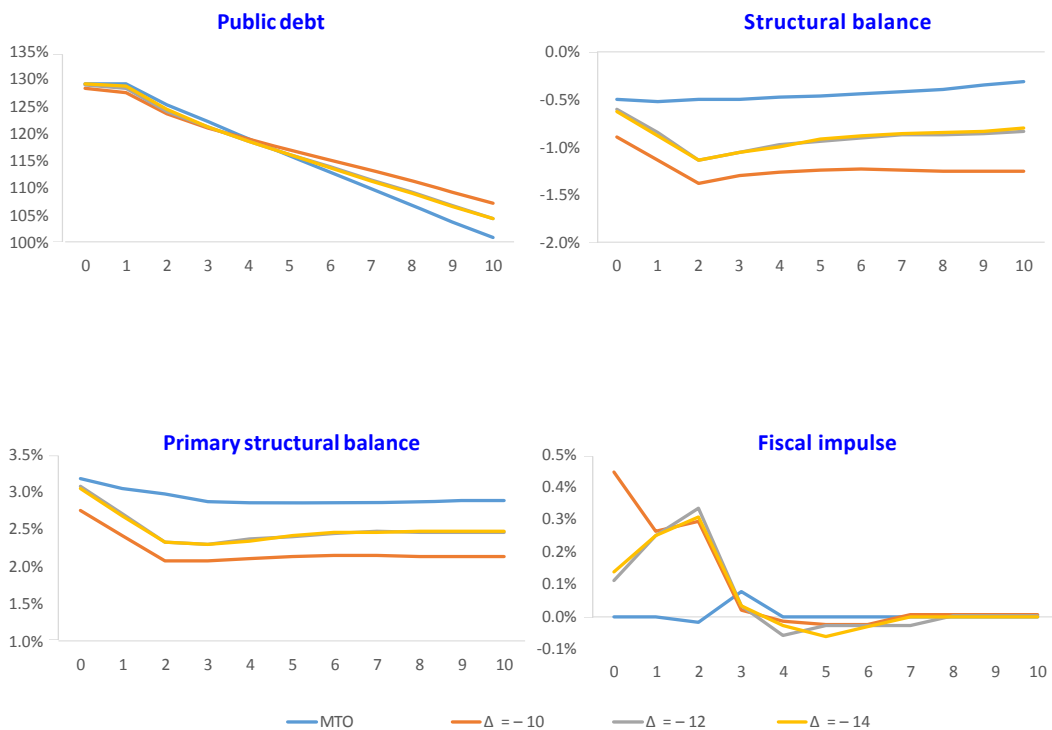 Public debt
135%
130%
125%
120%
115%
110%
105%
100%
0 1 2 3 4 5 6 7 8 9 10
Structural balance
0.0%
-0.5%
-1.0%
-1.5%
-2.0%
0 1 2 3 4 5 6 7 8 9 10
Primary structural balance
3.5%
3.0%
2.5%
2.0%
1.5%
1.0%
0 1 2 3 4 5 6 7 8 9 10
Fiscal impulse
0.5%
0.4%
0.3%
0.2%
0.1%
0.0%
-0.1%
0 1 2 3 4 5 6 7 8 9 10
MTO Δ = – 10 Δ = – 12 Δ = – 14